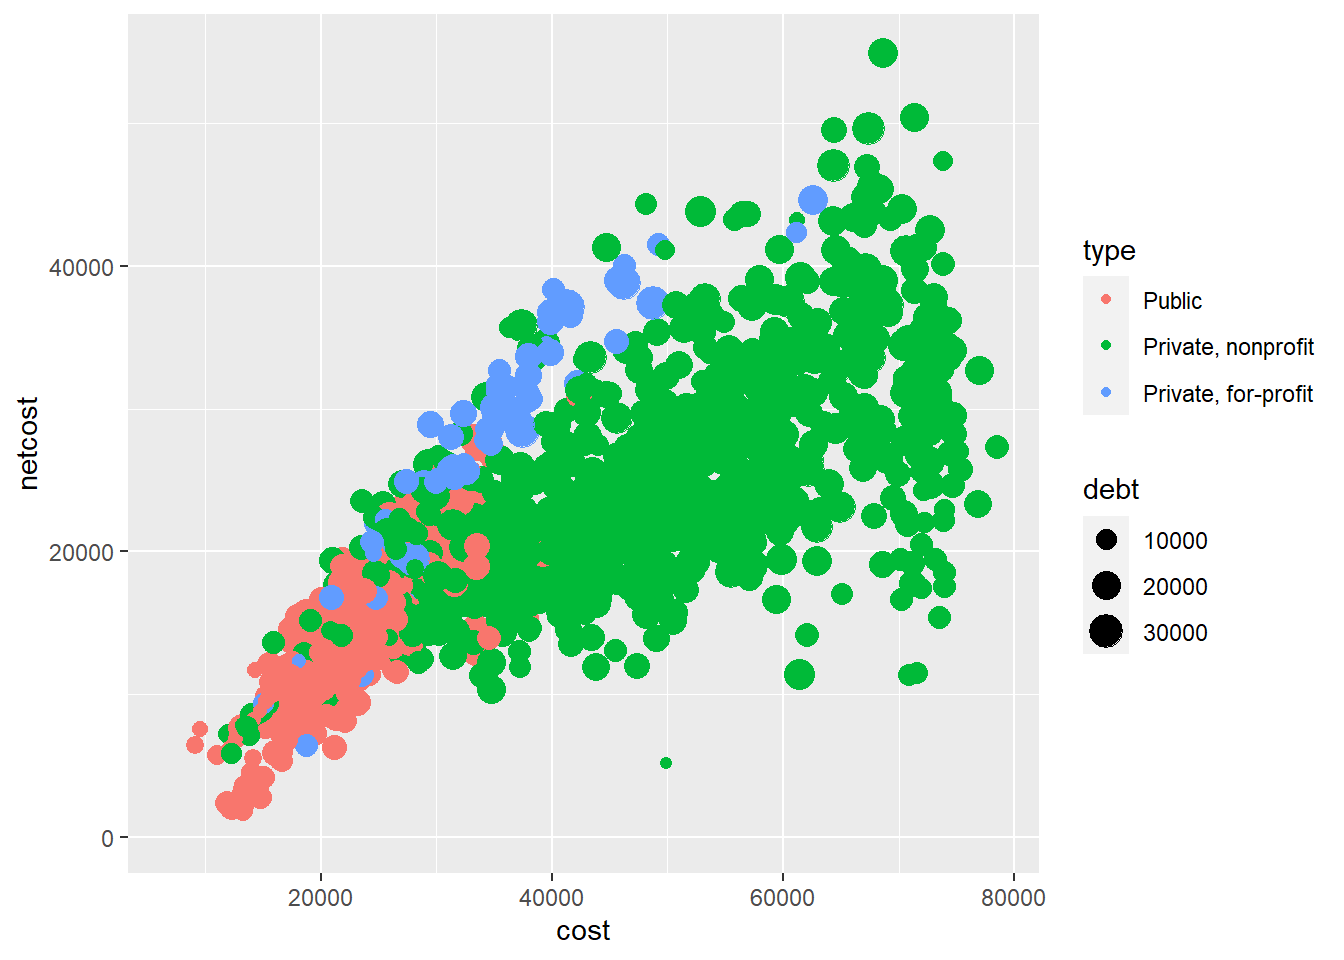 netcost
40000
20000
0
20000
40000
60000
80000
cost
type
Public
Private, nonprofit
Private, for-profit
debt
10000
20000
30000